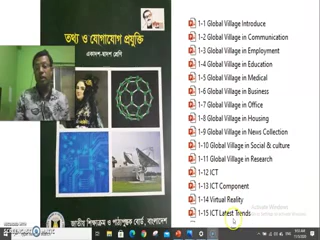 তথ্য ও যোগাযোগ প্রযুক্তি
একাদশ-দ্বাদশ শ্রেণি
জাতীয় শিক্ষাক্রম ও পাঠ্যপুস্তক বোর্ড, বাংলাদেশ
1-1 Global Village Introduce
1-2 Global Village in Communication
1-3 Global Village in Employment
1-4 Global Village in Education
1-5 Global Village in Medical
1-6 Global Village in Business
1-7 Global Village in Office
1-8 Global Village in Housing
1-9 Global Village in News Collection
1-10 Global Village in Social & culture
1-11 Global Village in Research
1-12 ICT
1-13 ICT Component
1-14 Virtual Reality
1-15 ICT Latest Trends
Activate Windows
SCREENCAST-O-MATIC